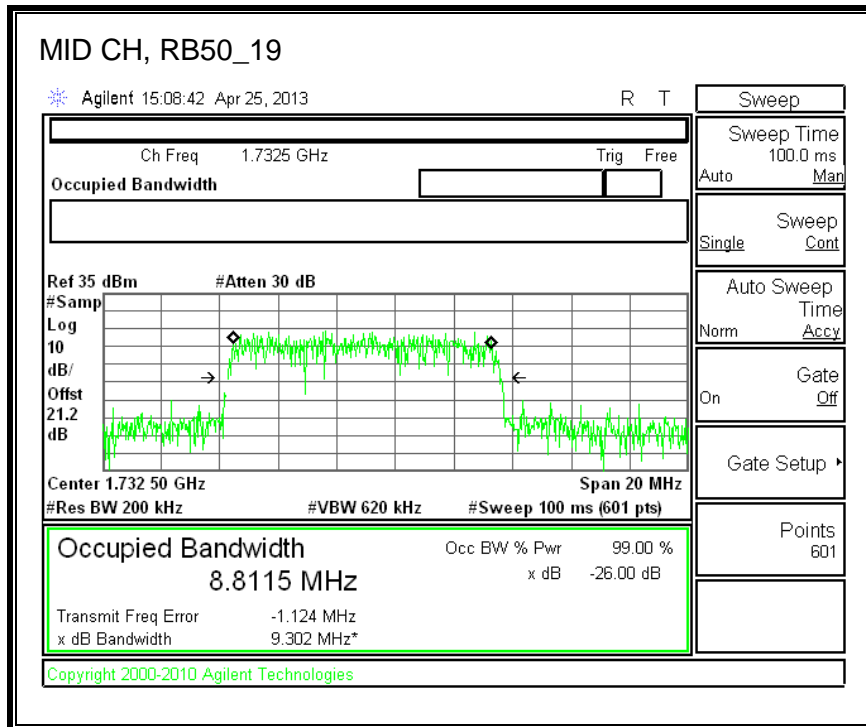 MID CH, RB50_19
Agilent 15:08:42 Apr 25, 2013 R T
Ch Freq 1.7325 GHz Trig Free
Occupied Bandwidth
Ref 35 dBm #Atten 30 dB
#Samp
Log
10
dB/
Offst
21.2
dB
Center 1.732 50 GHz Span 20 MHz
#Res BW 200 kHz #VBW 620 kHz #Sweep 100 ms (601 pts)
Occupied Bandwidth
8.8115 MHz
Occ BW % Pwr 99.00 %
x dB -26.00 dB
Transmit Freq Error -1.124 MHz
x dB Bandwidth 9.302 MHz*
Copyright 2000-2010 Agilent Technologies
Sweep
Sweep Time
100.0 ms
Auto Man
Sweep
Single Cont
Auto Sweep
Time
Norm Accy
Gate
On Off
Gate Setup
Points
601